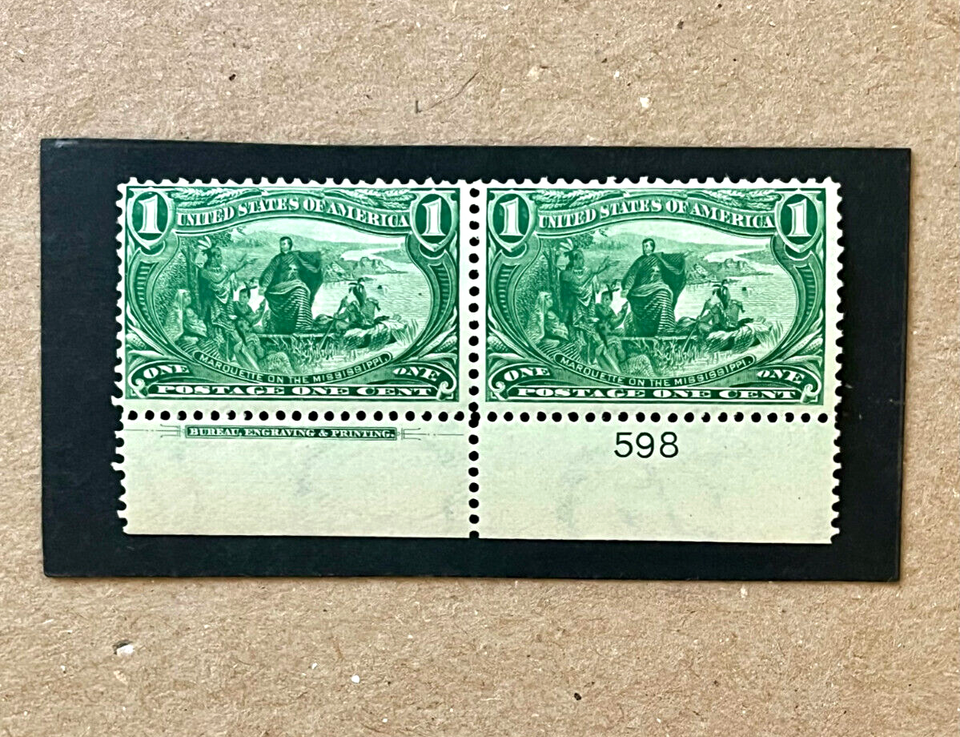 1 UNITED STATES OF AMERICA 1
MARQUETTE ON THE MISSISSIPPI.
ONE ONE
POSTAGE ONE CENT
1 UNITED STATES OF AMERICA 1
MARQUETTE ON THE MISSISSIPPI.
ONE ONE
POSTAGE ONE CENT
BUREAU, ENGRAVING & PRINTING.
598